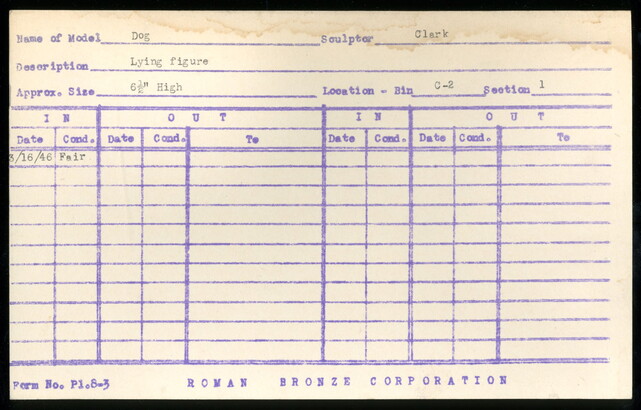 Name of Model Dog Sculptor Clark
Description Lying figure
Approx. Size 6½" High Location - Bin C-2 Section 1
IN OUT IN OUT
Date Cond. Date Cond. To Date Cond. Date Cond. To
3/16/46 Fair
Form No. P1.8-3 ROMAN BRONZE CORPORATION